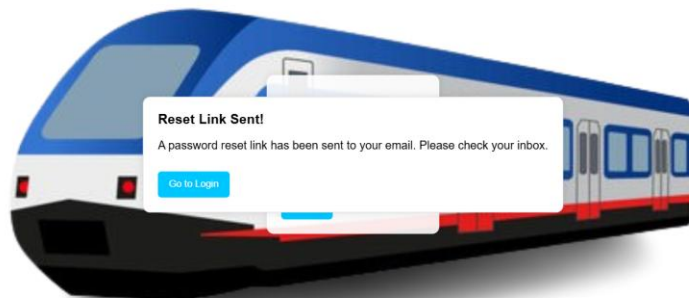 Reset Link Sent!
A password reset link has been sent to your email. Please check your inbox.
Go to Login